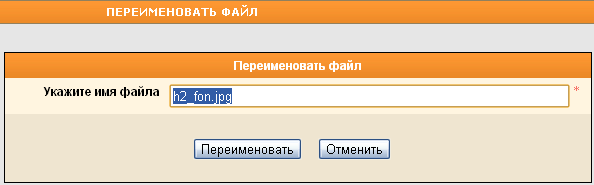 ПЕРЕИМЕНОВАТЬ ФАЙЛ
Переименовать файл
Укажите имя файла h2_fon.jpg *
Переименовать Отменить